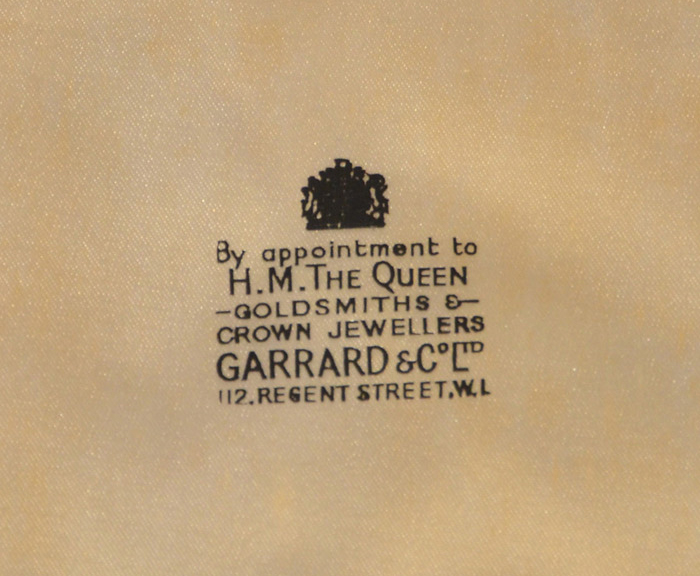 By appointment to
H.M. THE QUEEN
-GOLDSMITHS &-
CROWN JEWELLERS
GARRARD & Co LTD
112, REGENT STREET, W.1.